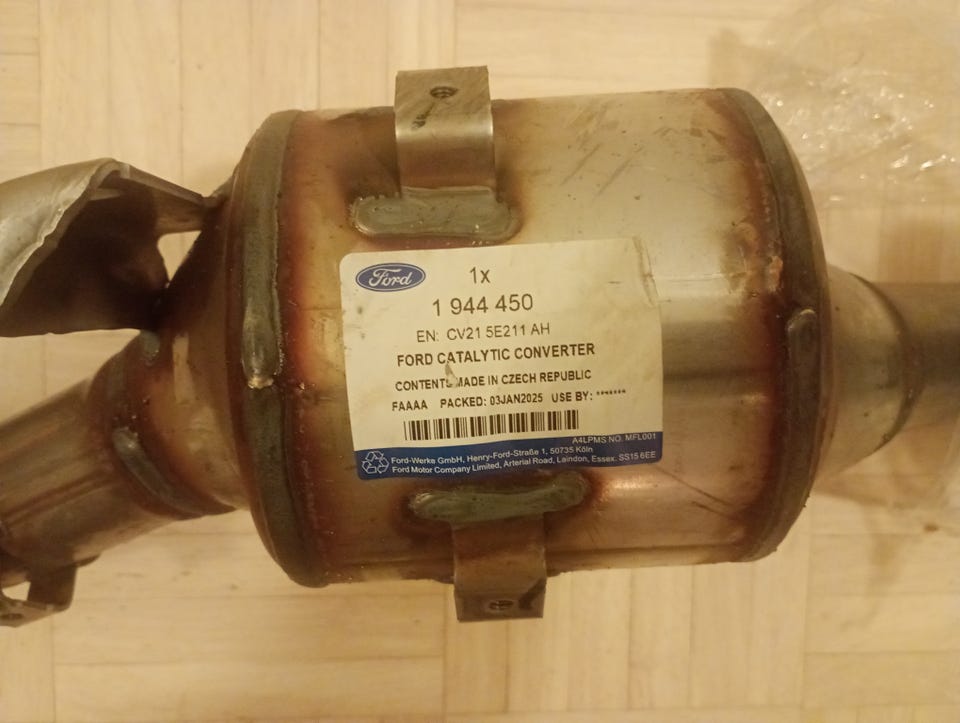 Ford
1x
1 944 450
EN: CV21 5E211 AH
FORD CATALYTIC CONVERTER
CONTENTS MADE IN CZECH REPUBLIC
FAAAA PACKED: 03JAN2025 USE BY: *******
A4LPMS NO. MFL001
Ford-Werke GmbH, Henry-Ford-Straße 1, 50735 Köln
Ford Motor Company Limited, Arterial Road, Laindon, Essex. SS15 6EE